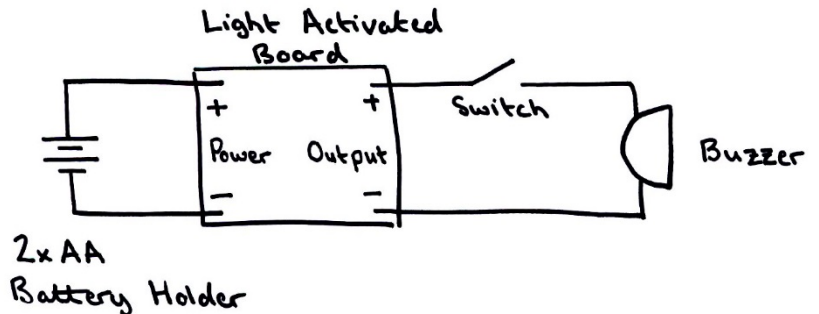 Light Activated
Board
+ +
Switch
Power Output
Buzzer
- -
2x AA
Battery Holder